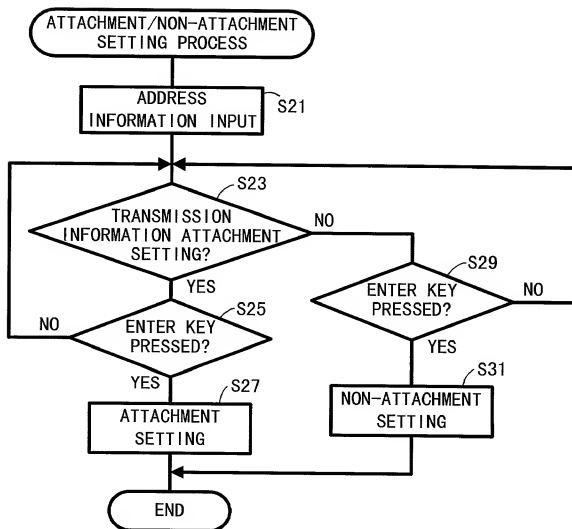 ATTACHMENT/NON-ATTACHMENT
SETTING PROCESS
ADDRESS
INFORMATION INPUT
S21
S23
TRANSMISSION
INFORMATION ATTACHMENT
SETTING?
NO
YES
S29
ENTER KEY
PRESSED?
NO
YES
S25
ENTER KEY
PRESSED?
NO
YES
S27
ATTACHMENT
SETTING
S31
NON-ATTACHMENT
SETTING
END